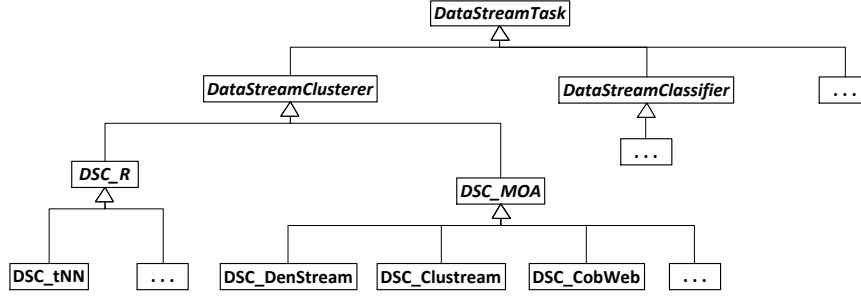 DataStreamTask
DataStreamClusterer
DataStreamClassifier
...
...
DSC_R
DSC_MOA
DSC_tNN
...
DSC_DenStream
DSC_Clustream
DSC_CobWeb
...